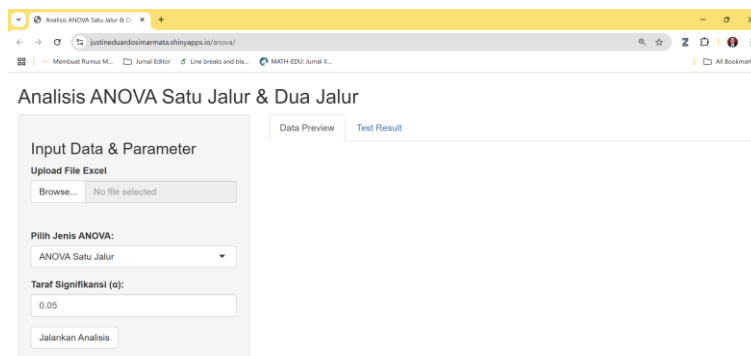 Analisis ANOVA Satu Jalur & D...
justineduardosimarmata.shinyapps.io/anova/
Membuat Rumus M...
Jurnal Editor
Line breaks and bla...
MATH-EDU: Jurnal Il...
All Bookmar
Analisis ANOVA Satu Jalur & Dua Jalur
Input Data & Parameter
Upload File Excel
Browse... No file selected
Pilih Jenis ANOVA:
ANOVA Satu Jalur
Taraf Signifikansi (α):
0.05
Jalankan Analisis
Data Preview Test Result